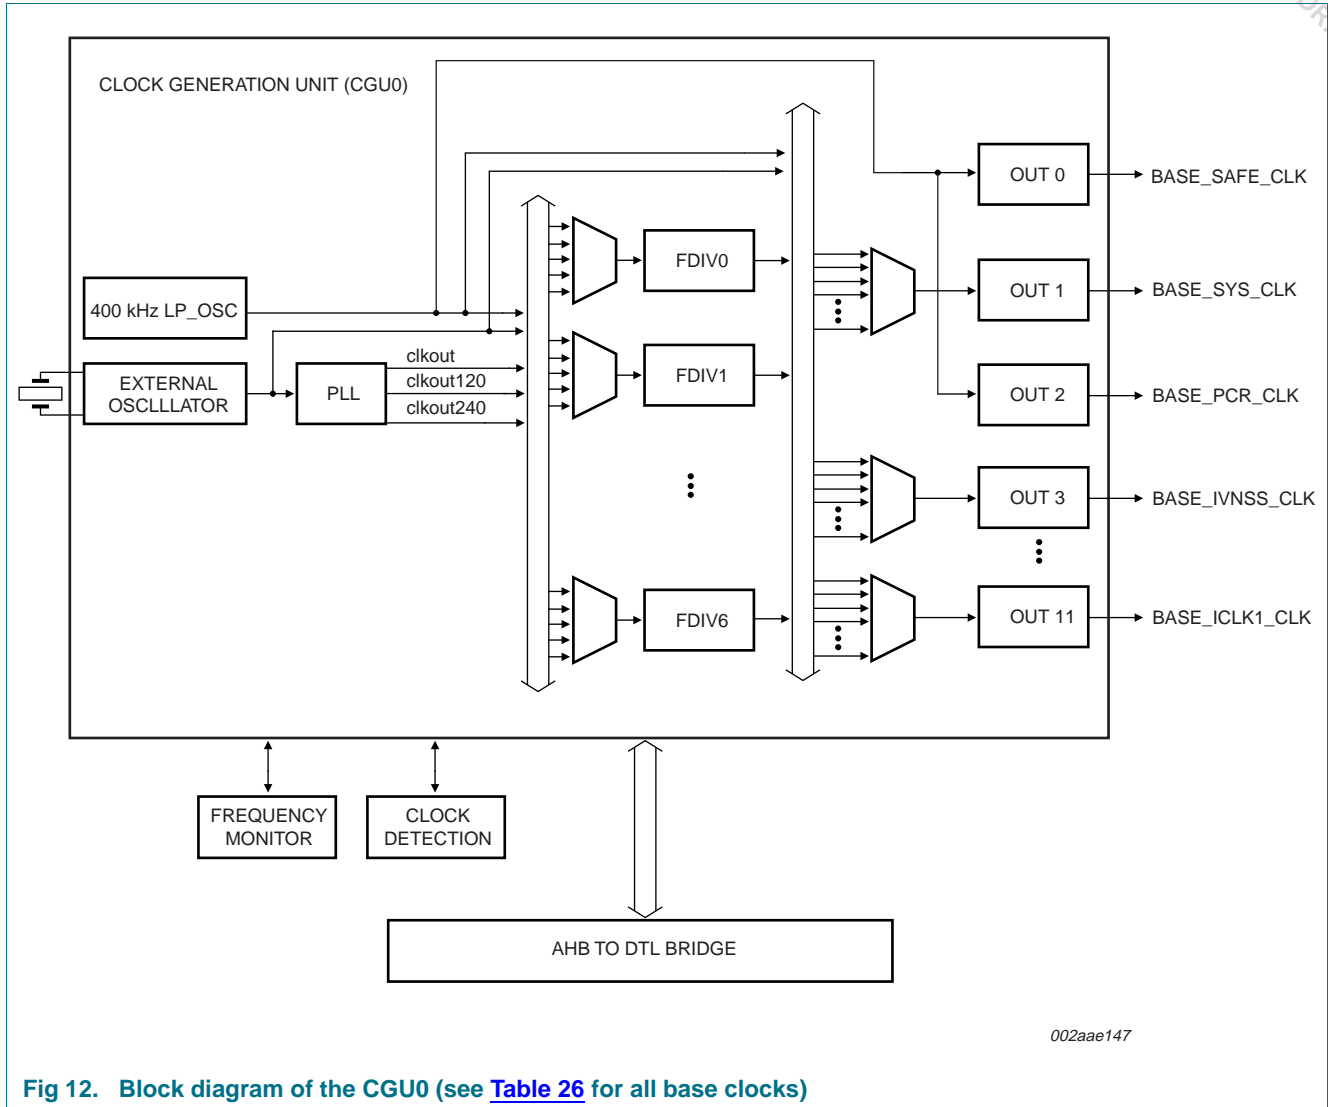 DR
CLOCK GENERATION UNIT (CGU0)
400 kHz LP_OSC
EXTERNAL
OSCLLLATOR
PLL
clkout
clkout120
clkout240
FDIV0
FDIV1
FDIV6
OUT 0
BASE_SAFE_CLK
OUT 1
BASE_SYS_CLK
OUT 2
BASE_PCR_CLK
OUT 3
BASE_IVNSS_CLK
OUT 11
BASE_ICLK1_CLK
FREQUENCY
MONITOR
CLOCK
DETECTION
AHB TO DTL BRIDGE
002aae147
Fig 12. Block diagram of the CGU0 (see Table 26 for all base clocks)